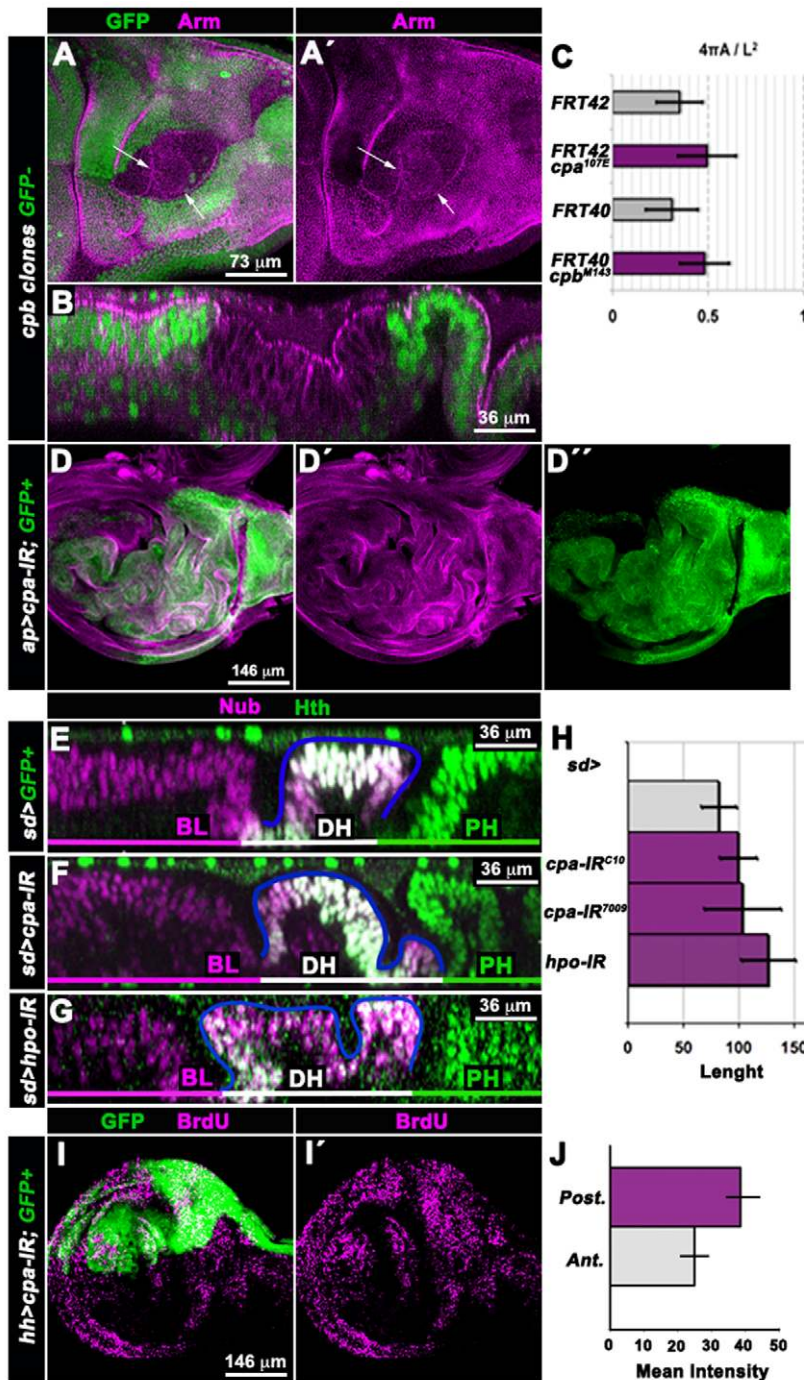 GFP Arm
cpb clones GFP-
A
73 µm
A´
C
4πA / L²
FRT42
FRT42
cpa107E
FRT40
FRT40
cpbM143
0
0.5
1
B
36 µm
ap>cpa-IR; GFP+
D
146 µm
D´
D´´
Nub Hth
sd>GFP+
E
36 µm
BL
DH
PH
sd>cpa-IR
F
36 µm
BL
DH
PH
sd>hpo-IR
G
36 µm
BL
DH
PH
H
sd>
cpa-IRC10
cpa-IR7009
hpo-IR
0
50
100
150
Lenght
GFP BrdU
BrdU
hh>cpa-IR; GFP+
I
146 µm
I´
J
Post.
Ant.
0 10 20 30 40 50
Mean Intensity